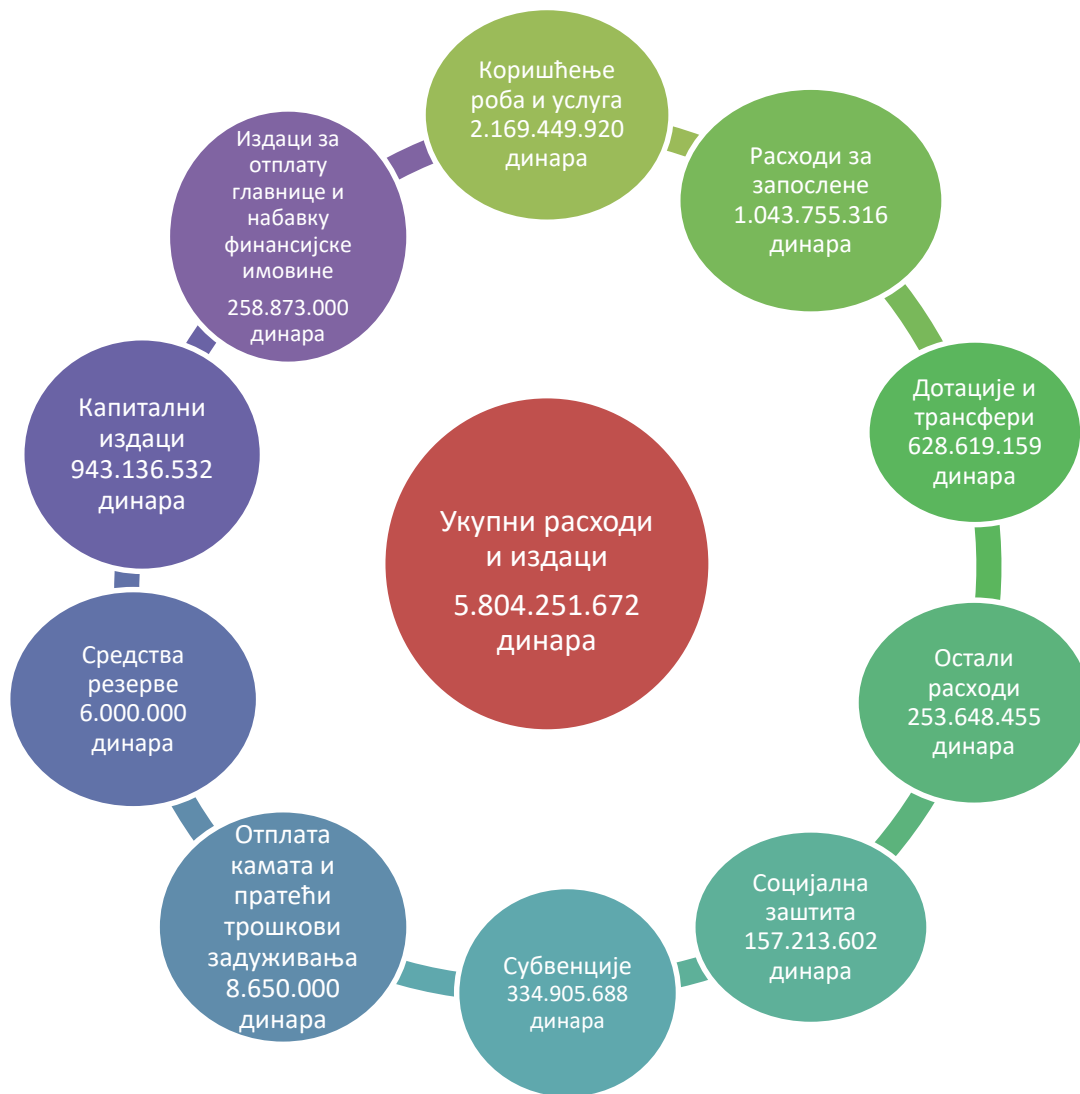 Коришћење
роба и услуга
2.169.449.920
динара
Расходи за
запослене
1.043.755.316
динара
Дотације и
трансфери
628.619.159
динара
Остали
расходи
253.648.455
динара
Социјална
заштита
157.213.602
динара
Субвенције
334.905.688
динара
Отплата
камата и
пратећи
трошкови
задуживања
8.650.000
динара
Средства
резерве
6.000.000
динара
Капитални
издаци
943.136.532
динара
Издаци за
отплату
главнице и
набавку
финансијске
имовине
258.873.000
динара
Укупни расходи
и издаци
5.804.251.672
динара